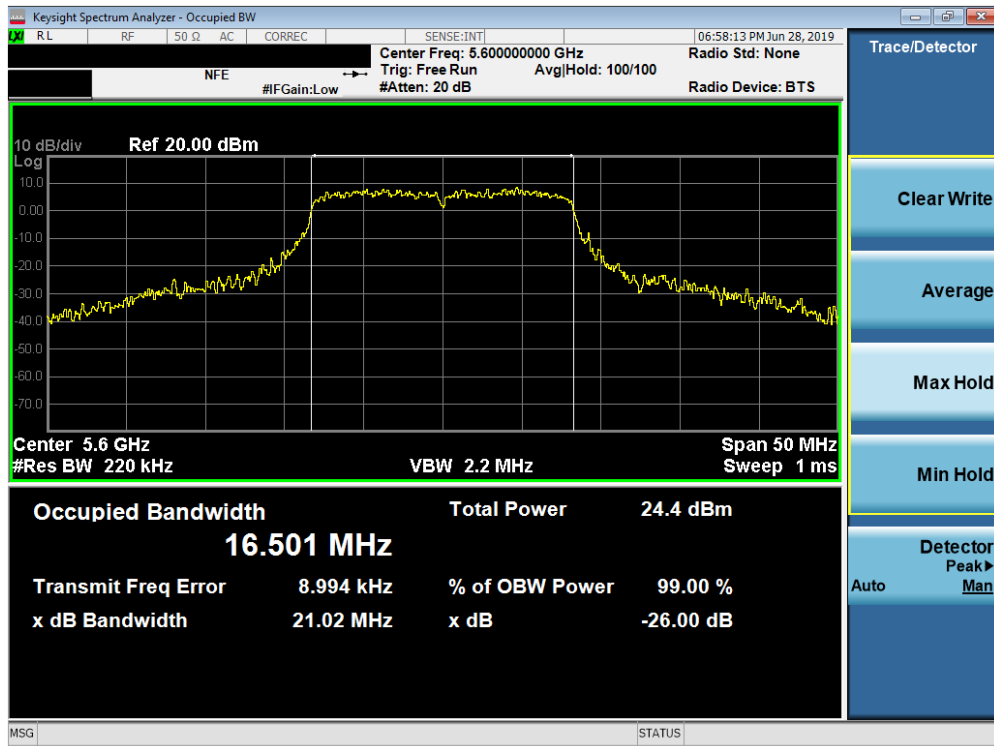 Keysight Spectrum Analyzer - Occupied BW
LXI RL RF 50 Ω AC CORREC SENSE:INT 06:58:13 PM Jun 28, 2019
Center Freq: 5.600000000 GHz Radio Std: None
NFE Trig: Free Run Avg|Hold: 100/100
#IFGain:Low #Atten: 20 dB Radio Device: BTS
10 dB/div Ref 20.00 dBm
Log
10.0
0.00
-10.0
-20.0
-30.0
-40.0
-50.0
-60.0
-70.0
Center 5.6 GHz Span 50 MHz
#Res BW 220 kHz VBW 2.2 MHz Sweep 1 ms
Occupied Bandwidth Total Power 24.4 dBm
16.501 MHz
Transmit Freq Error 8.994 kHz % of OBW Power 99.00 %
x dB Bandwidth 21.02 MHz x dB -26.00 dB
Trace/Detector
Clear Write
Average
Max Hold
Min Hold
Detector
Peak▶
Auto Man
MSG STATUS